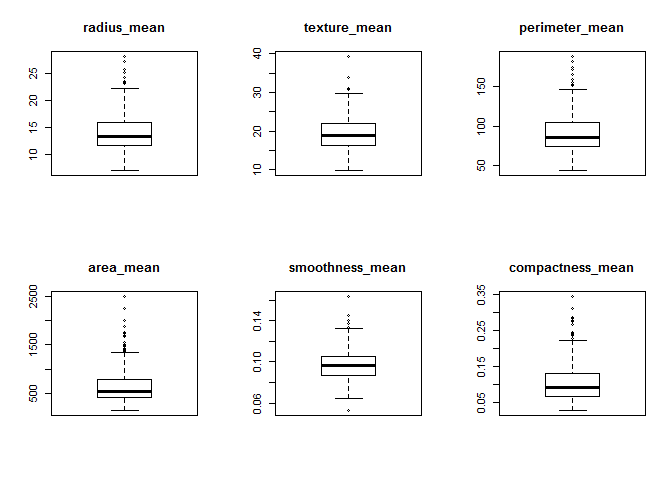 radius_mean
texture_mean
perimeter_mean
10 15 20 25
10 20 30 40
50 100 150
area_mean
smoothness_mean
compactness_mean
500 1500 2500
0.06 0.10 0.14
0.05 0.15 0.25 0.35